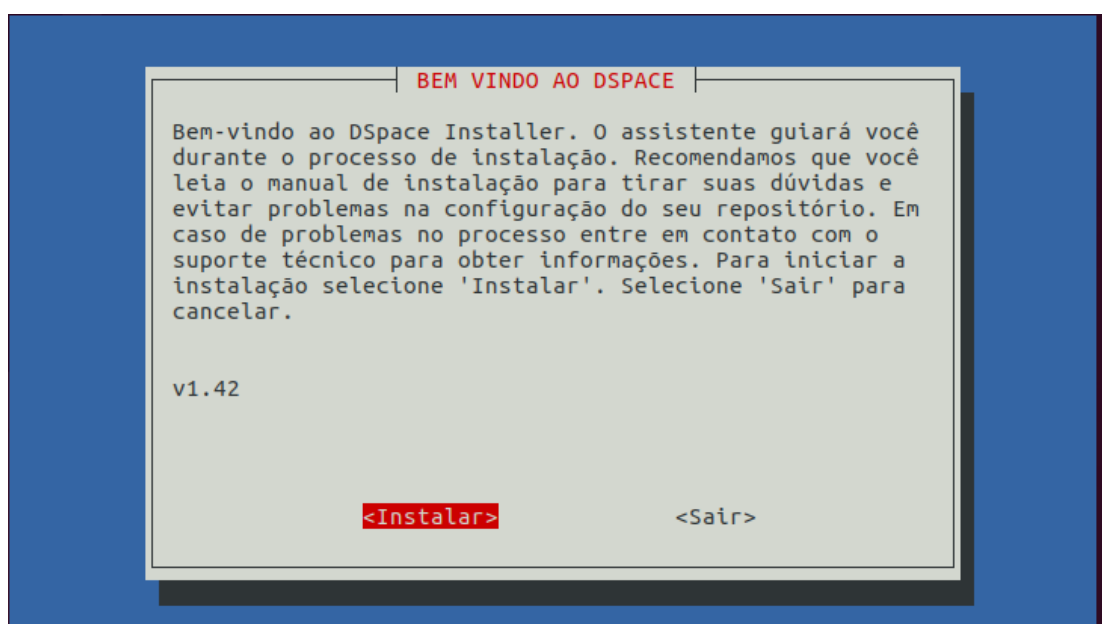 BEM VINDO AO DSPACE
Bem-vindo ao DSpace Installer. O assistente guiará você
durante o processo de instalação. Recomendamos que você
leia o manual de instalação para tirar suas dúvidas e
evitar problemas na configuração do seu repositório. Em
caso de problemas no processo entre em contato com o
suporte técnico para obter informações. Para iniciar a
instalação selecione 'Instalar'. Selecione 'Sair' para
cancelar.
v1.42
<Instalar> <Sair>